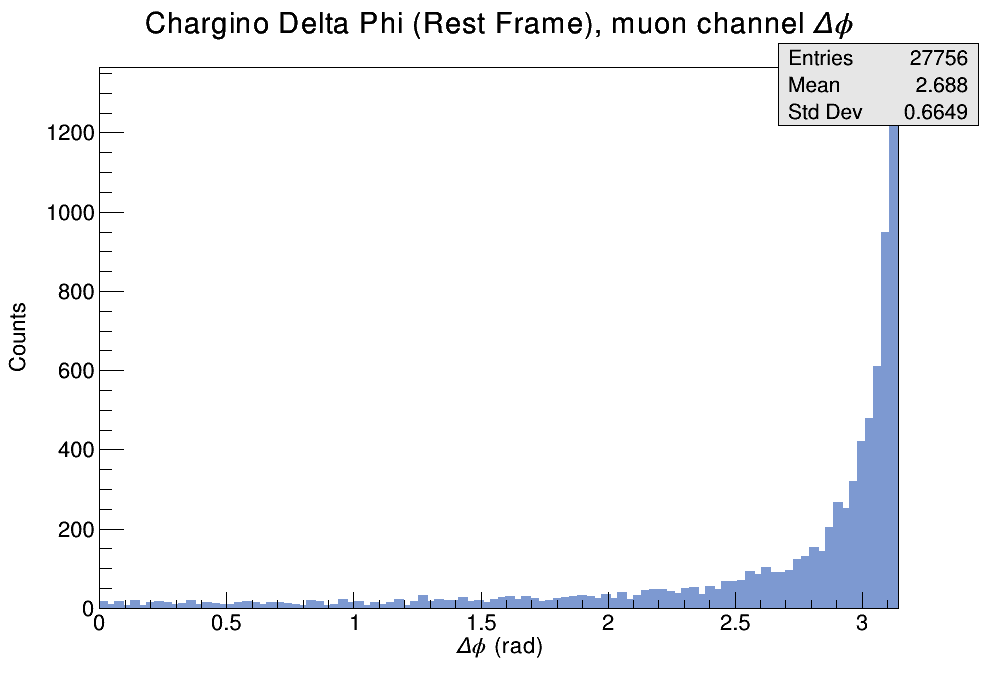 Chargino Delta Phi (Rest Frame), muon channel Δϕ
Entries 27756
Mean 2.688
Std Dev 0.6649
1200
1000
800
600
400
200
0
Counts
0 0.5 1 1.5 2 2.5 3
Δϕ (rad)